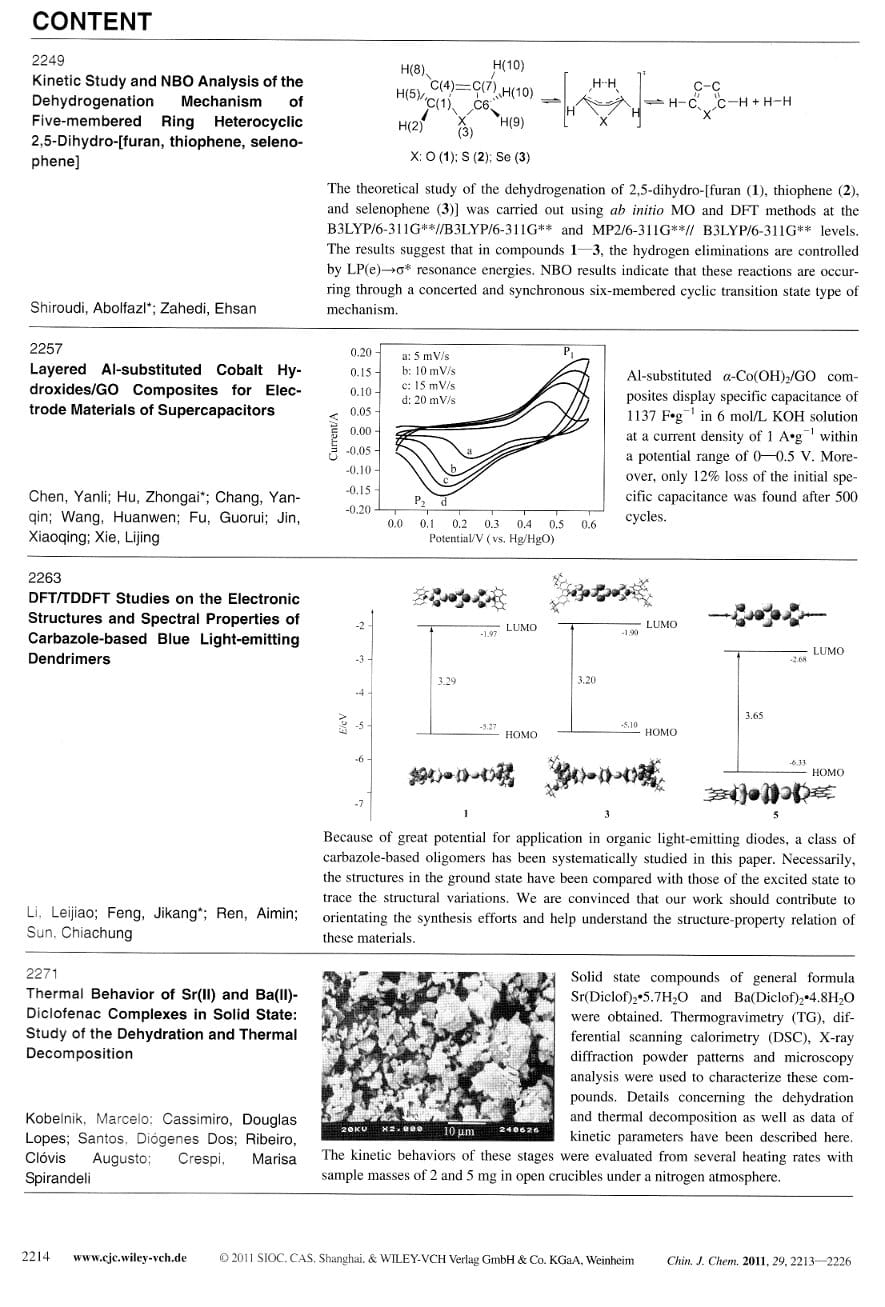 CONTENT
2249
Kinetic Study and NBO Analysis of the
Dehydrogenation Mechanism of
Five-membered Ring Heterocyclic
2,5-Dihydro-[furan, thiophene, seleno-
phene]
Shiroudi, Abolfazl*; Zahedi, Ehsan
H(8) H(10)
C(4)=C(7)
H(5) H(10)
C(1) C6
H(2) X H(9)
(3)
H··H
H X H
C–C
H–C C–H + H–H
X
X: O (1); S (2); Se (3)
The theoretical study of the dehydrogenation of 2,5-dihydro-[furan (1), thiophene (2),
and selenophene (3)] was carried out using ab initio MO and DFT methods at the
B3LYP/6-311G**//B3LYP/6-311G** and MP2/6-311G**// B3LYP/6-311G** levels.
The results suggest that in compounds 1—3, the hydrogen eliminations are controlled
by LP(e)→σ* resonance energies. NBO results indicate that these reactions are occur-
ring through a concerted and synchronous six-membered cyclic transition state type of
mechanism.
2257
Layered Al-substituted Cobalt Hy-
droxides/GO Composites for Elec-
trode Materials of Supercapacitors
Chen, Yanli; Hu, Zhongai*; Chang, Yan-
qin; Wang, Huanwen; Fu, Guorui; Jin,
Xiaoqing; Xie, Lijing
Current/A
0.20
0.15
0.10
0.05
0.00
-0.05
-0.10
-0.15
-0.20
a: 5 mV/s
b: 10 mV/s
c: 15 mV/s
d: 20 mV/s
P1
a
b
c
P2 d
0.0 0.1 0.2 0.3 0.4 0.5 0.6
Potential/V (vs. Hg/HgO)
Al-substituted α-Co(OH)2/GO com-
posites display specific capacitance of
1137 F•g−1 in 6 mol/L KOH solution
at a current density of 1 A•g−1 within
a potential range of 0—0.5 V. More-
over, only 12% loss of the initial spe-
cific capacitance was found after 500
cycles.
2263
DFT/TDDFT Studies on the Electronic
Structures and Spectral Properties of
Carbazole-based Blue Light-emitting
Dendrimers
Li, Leijiao; Feng, Jikang*; Ren, Aimin;
Sun, Chiachung
E/eV
-2
-3
-4
-5
-6
-7
-1.97 LUMO
3.29
-5.27 HOMO
1
-1.90 LUMO
3.20
-5.10 HOMO
3
-2.68 LUMO
3.65
-6.33 HOMO
5
Because of great potential for application in organic light-emitting diodes, a class of
carbazole-based oligomers has been systematically studied in this paper. Necessarily,
the structures in the ground state have been compared with those of the excited state to
trace the structural variations. We are convinced that our work should contribute to
orientating the synthesis efforts and help understand the structure-property relation of
these materials.
2271
Thermal Behavior of Sr(II) and Ba(II)-
Diclofenac Complexes in Solid State:
Study of the Dehydration and Thermal
Decomposition
Kobelnik, Marcelo; Cassimiro, Douglas
Lopes; Santos, Diógenes Dos; Ribeiro,
Clóvis Augusto; Crespi, Marisa
Spirandeli
20KU X2.000 10 µm 240626
Solid state compounds of general formula
Sr(Diclof)2•5.7H2O and Ba(Diclof)2•4.8H2O
were obtained. Thermogravimetry (TG), dif-
ferential scanning calorimetry (DSC), X-ray
diffraction powder patterns and microscopy
analysis were used to characterize these com-
pounds. Details concerning the dehydration
and thermal decomposition as well as data of
kinetic parameters have been described here.
The kinetic behaviors of these stages were evaluated from several heating rates with
sample masses of 2 and 5 mg in open crucibles under a nitrogen atmosphere.
2214 www.cjc.wiley-vch.de © 2011 SIOC, CAS, Shanghai, & WILEY-VCH Verlag GmbH & Co. KGaA, Weinheim Chin. J. Chem. 2011, 29, 2213—2226